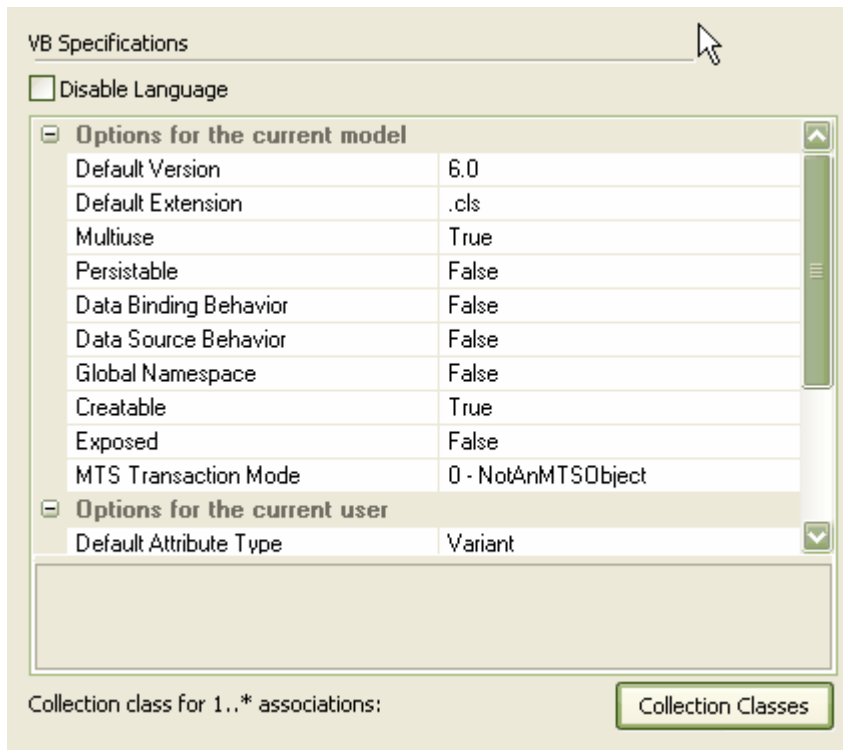 VB Specifications
Disable Language
Options for the current model
Default Version 6.0
Default Extension .cls
Multiuse True
Persistable False
Data Binding Behavior False
Data Source Behavior False
Global Namespace False
Creatable True
Exposed False
MTS Transaction Mode 0 - NotAnMTSObject
Options for the current user
Default Attribute Type Variant
Collection class for 1..* associations: Collection Classes